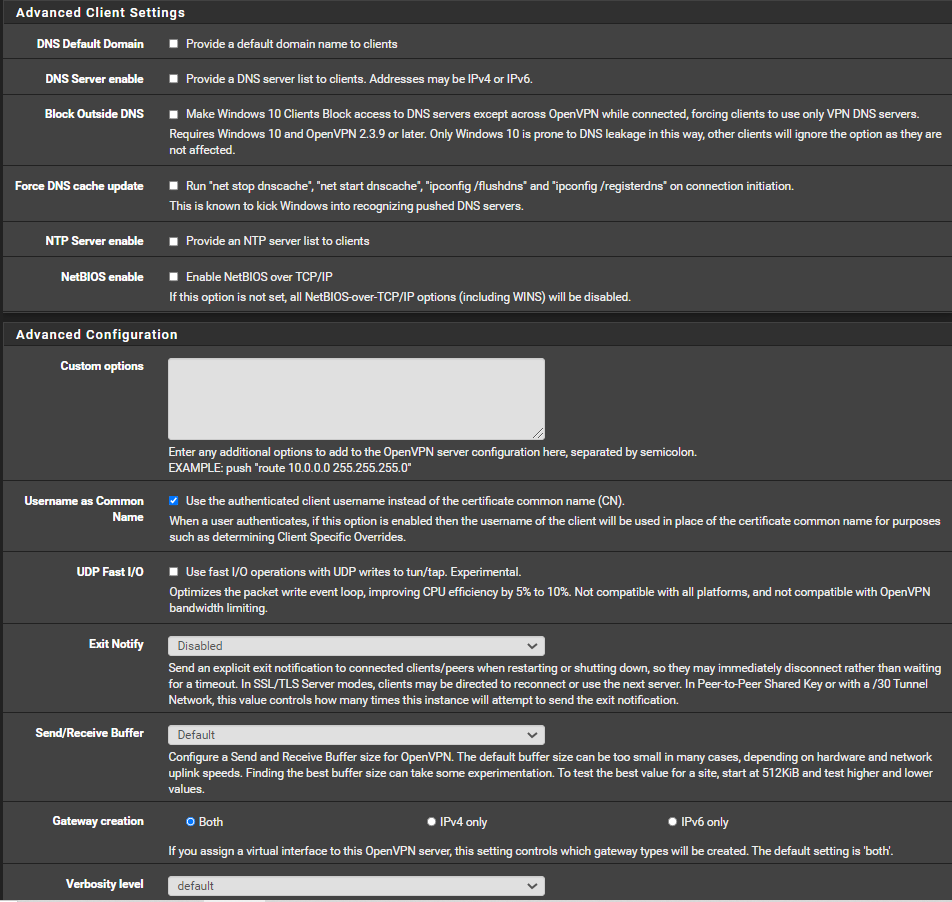 Advanced Client Settings
DNS Default Domain Provide a default domain name to clients
DNS Server enable Provide a DNS server list to clients. Addresses may be IPv4 or IPv6.
Block Outside DNS Make Windows 10 Clients Block access to DNS servers except across OpenVPN while connected, forcing clients to use only VPN DNS servers.
Requires Windows 10 and OpenVPN 2.3.9 or later. Only Windows 10 is prone to DNS leakage in this way, other clients will ignore the option as they are
not affected.
Force DNS cache update Run "net stop dnscache", "net start dnscache", "ipconfig /flushdns" and "ipconfig /registerdns" on connection initiation.
This is known to kick Windows into recognizing pushed DNS servers.
NTP Server enable Provide an NTP server list to clients
NetBIOS enable Enable NetBIOS over TCP/IP
If this option is not set, all NetBIOS-over-TCP/IP options (including WINS) will be disabled.
Advanced Configuration
Custom options
Enter any additional options to add to the OpenVPN server configuration here, separated by semicolon.
EXAMPLE: push "route 10.0.0.0 255.255.255.0"
Username as Common Use the authenticated client username instead of the certificate common name (CN).
Name When a user authenticates, if this option is enabled then the username of the client will be used in place of the certificate common name for purposes
such as determining Client Specific Overrides.
UDP Fast I/O Use fast I/O operations with UDP writes to tun/tap. Experimental.
Optimizes the packet write event loop, improving CPU efficiency by 5% to 10%. Not compatible with all platforms, and not compatible with OpenVPN
bandwidth limiting.
Exit Notify Disabled
Send an explicit exit notification to connected clients/peers when restarting or shutting down, so they may immediately disconnect rather than waiting
for a timeout. In SSL/TLS Server modes, clients may be directed to reconnect or use the next server. In Peer-to-Peer Shared Key or with a /30 Tunnel
Network, this value controls how many times this instance will attempt to send the exit notification.
Send/Receive Buffer Default
Configure a Send and Receive Buffer size for OpenVPN. The default buffer size can be too small in many cases, depending on hardware and network
uplink speeds. Finding the best buffer size can take some experimentation. To test the best value for a site, start at 512KiB and test higher and lower
values.
Gateway creation Both IPv4 only IPv6 only
If you assign a virtual interface to this OpenVPN server, this setting controls which gateway types will be created. The default setting is 'both'.
Verbosity level default